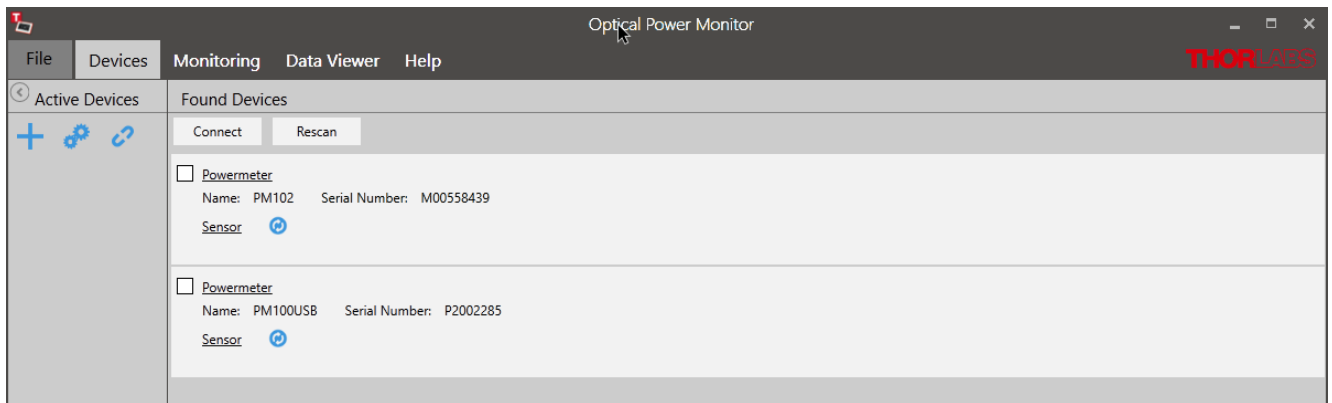 Optical Power Monitor
File Devices Monitoring Data Viewer Help THORLABS
Active Devices Found Devices
Connect Rescan
Powermeter
Name: PM102 Serial Number: M00558439
Sensor
Powermeter
Name: PM100USB Serial Number: P2002285
Sensor